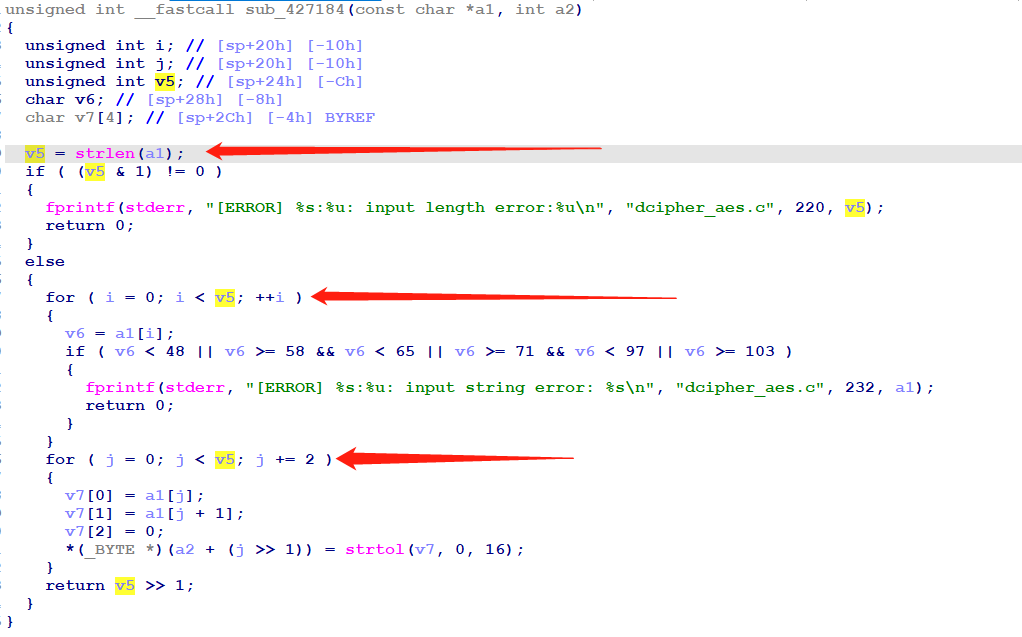 unsigned int __fastcall sub_427184(const char *a1, int a2)
{
unsigned int i; // [sp+20h] [-10h]
unsigned int j; // [sp+20h] [-10h]
unsigned int v5; // [sp+24h] [-Ch]
char v6; // [sp+28h] [-8h]
char v7[4]; // [sp+2Ch] [-4h] BYREF
v5 = strlen(a1);
if ( (v5 & 1) != 0 )
{
fprintf(stderr, "[ERROR] %s:%u: input length error:%u\n", "dcipher_aes.c", 220, v5);
return 0;
}
else
{
for ( i = 0; i < v5; ++i )
{
v6 = a1[i];
if ( v6 < 48 || v6 >= 58 && v6 < 65 || v6 >= 71 && v6 < 97 || v6 >= 103 )
{
fprintf(stderr, "[ERROR] %s:%u: input string error: %s\n", "dcipher_aes.c", 232, a1);
return 0;
}
}
for ( j = 0; j < v5; j += 2 )
{
v7[0] = a1[j];
v7[1] = a1[j + 1];
v7[2] = 0;
*(_BYTE *)(a2 + (j >> 1)) = strtol(v7, 0, 16);
}
return v5 >> 1;
}
}